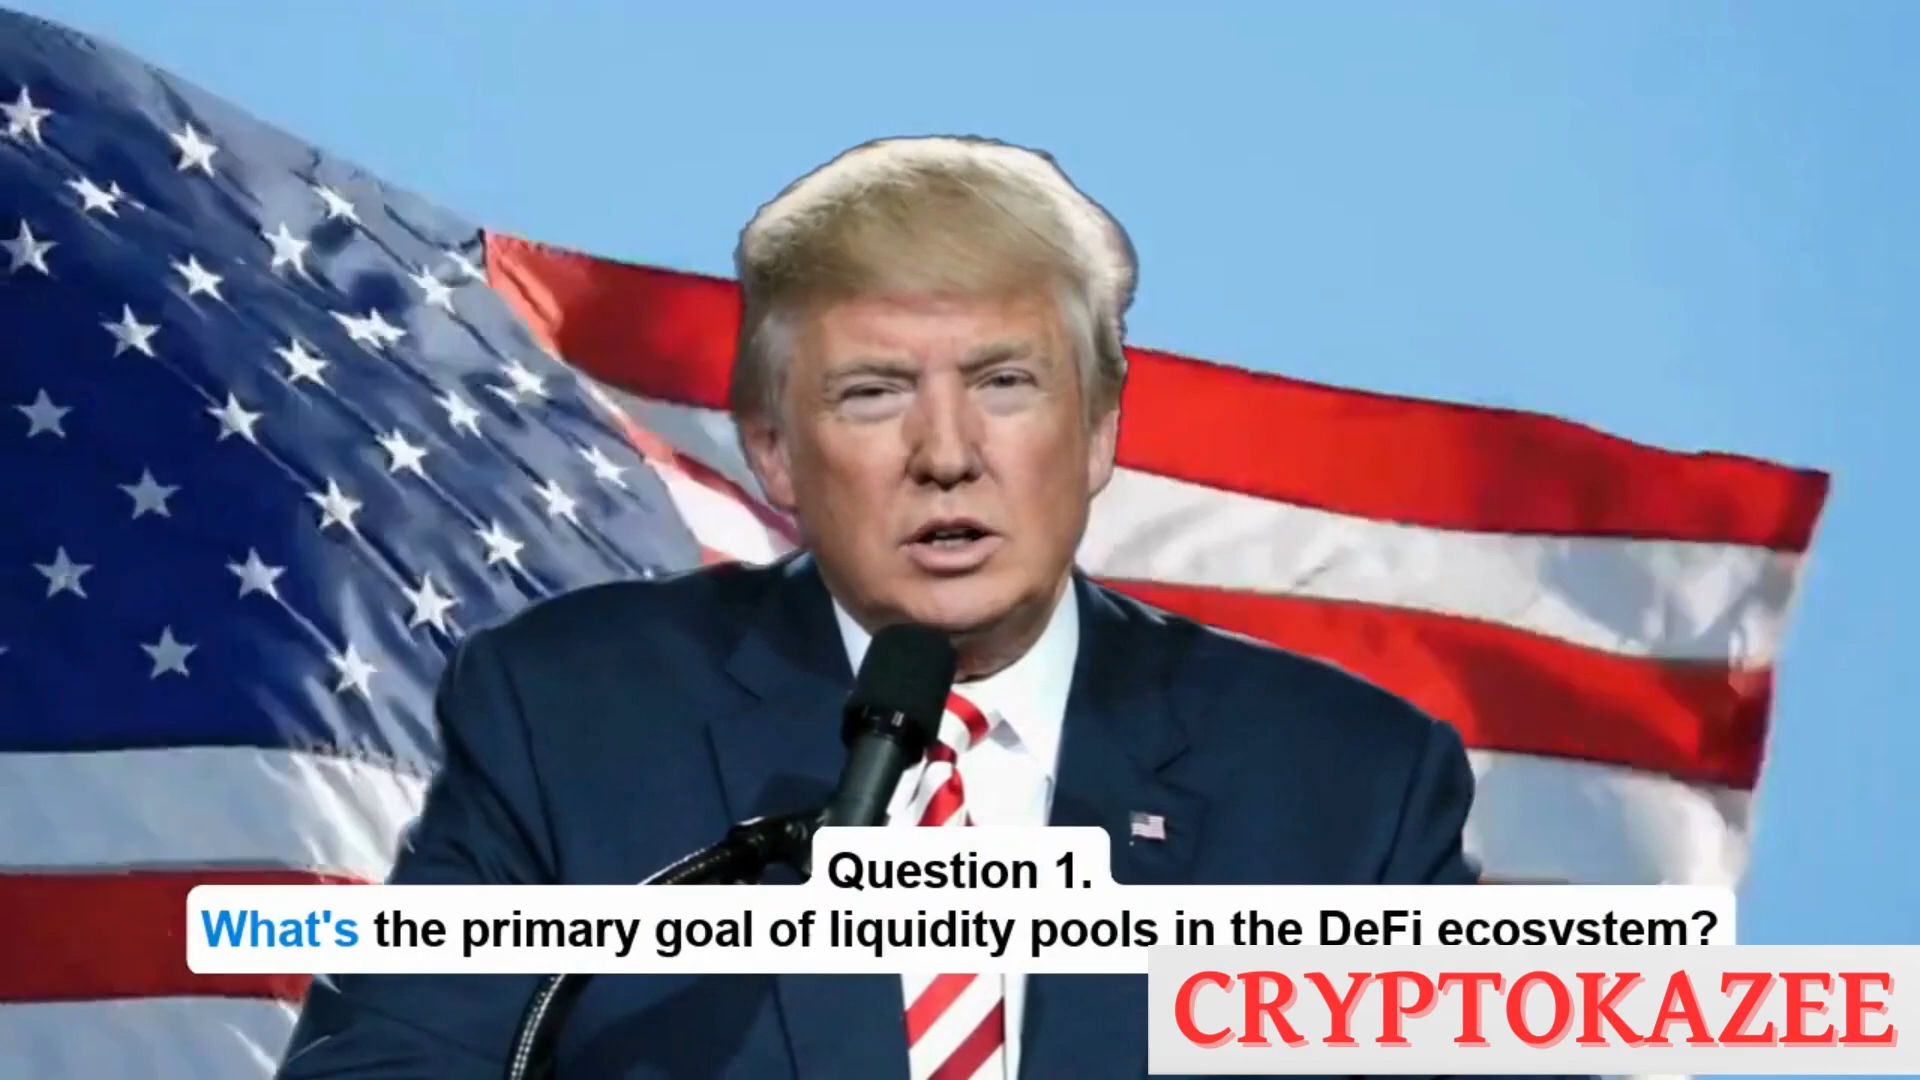 Question 1.
What's the primary goal of liquidity pools in the DeFi ecosystem?
CRYPTOKAZEE